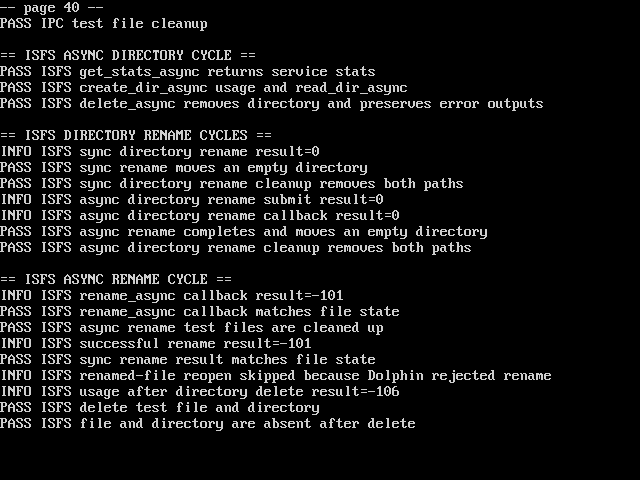 -- page 40 --
PASS IPC test file cleanup
== ISFS ASYNC DIRECTORY CYCLE ==
PASS ISFS get_stats_async returns service stats
PASS ISFS create_dir_async usage and read_dir_async
PASS ISFS delete_async removes directory and preserves error outputs
== ISFS DIRECTORY RENAME CYCLES ==
INFO ISFS sync directory rename result=0
PASS ISFS sync rename moves an empty directory
PASS ISFS sync directory rename cleanup removes both paths
INFO ISFS async directory rename submit result=0
INFO ISFS async directory rename callback result=0
PASS ISFS async rename completes and moves an empty directory
PASS ISFS async directory rename cleanup removes both paths
== ISFS ASYNC RENAME CYCLE ==
INFO ISFS rename_async callback result=-101
PASS ISFS rename_async callback matches file state
PASS ISFS async rename test files are cleaned up
INFO ISFS successful rename result=-101
PASS ISFS sync rename result matches file state
INFO ISFS renamed-file reopen skipped because Dolphin rejected rename
INFO ISFS usage after directory delete result=-106
PASS ISFS delete test file and directory
PASS ISFS file and directory are absent after delete